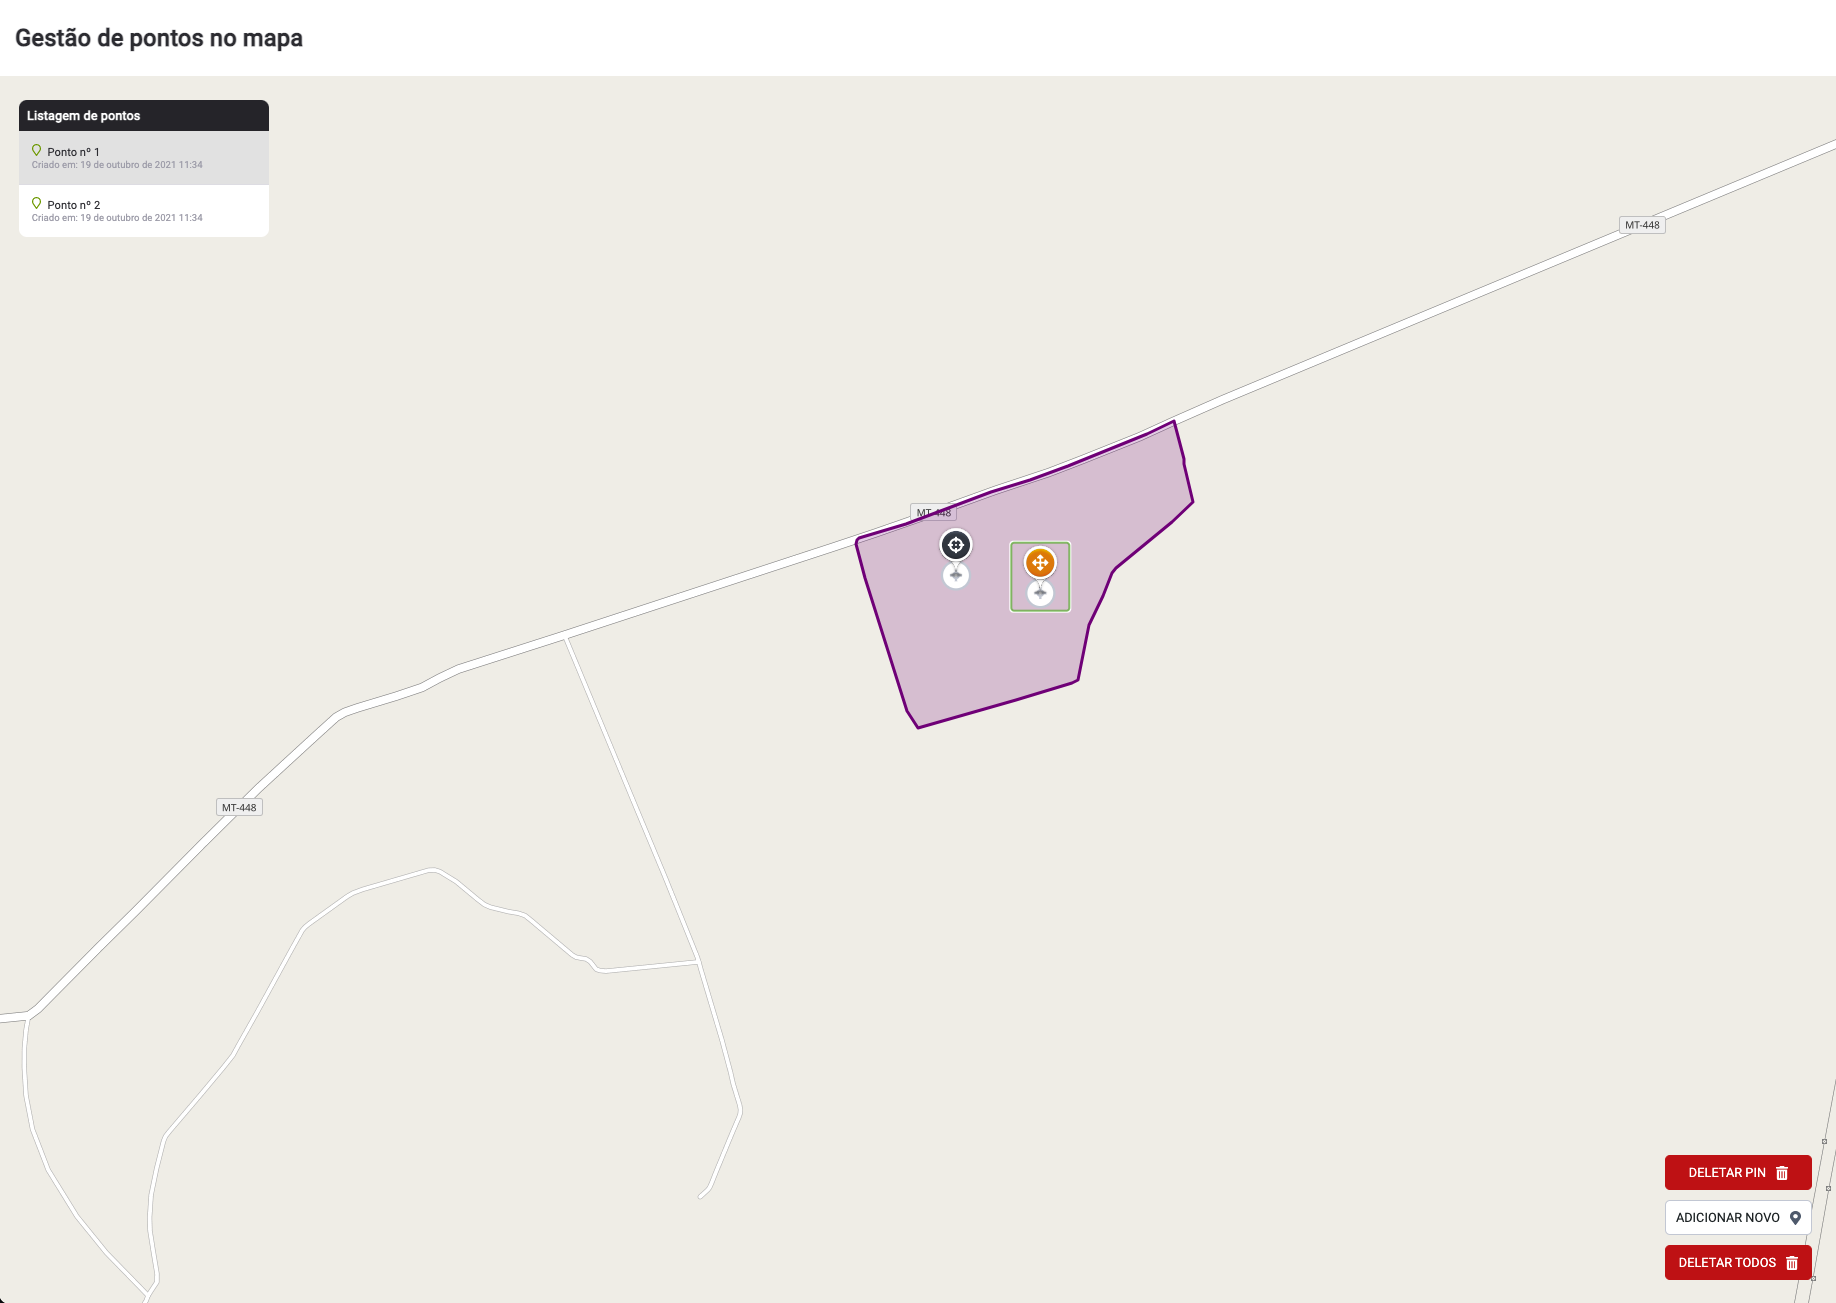 Gestão de pontos no mapa
Listagem de pontos
Ponto nº 1
Criado em: 19 de outubro de 2021 11:34
Ponto nº 2
Criado em: 19 de outubro de 2021 11:34
MT-448
MT-448
MT-448
DELETAR PIN
ADICIONAR NOVO
DELETAR TODOS